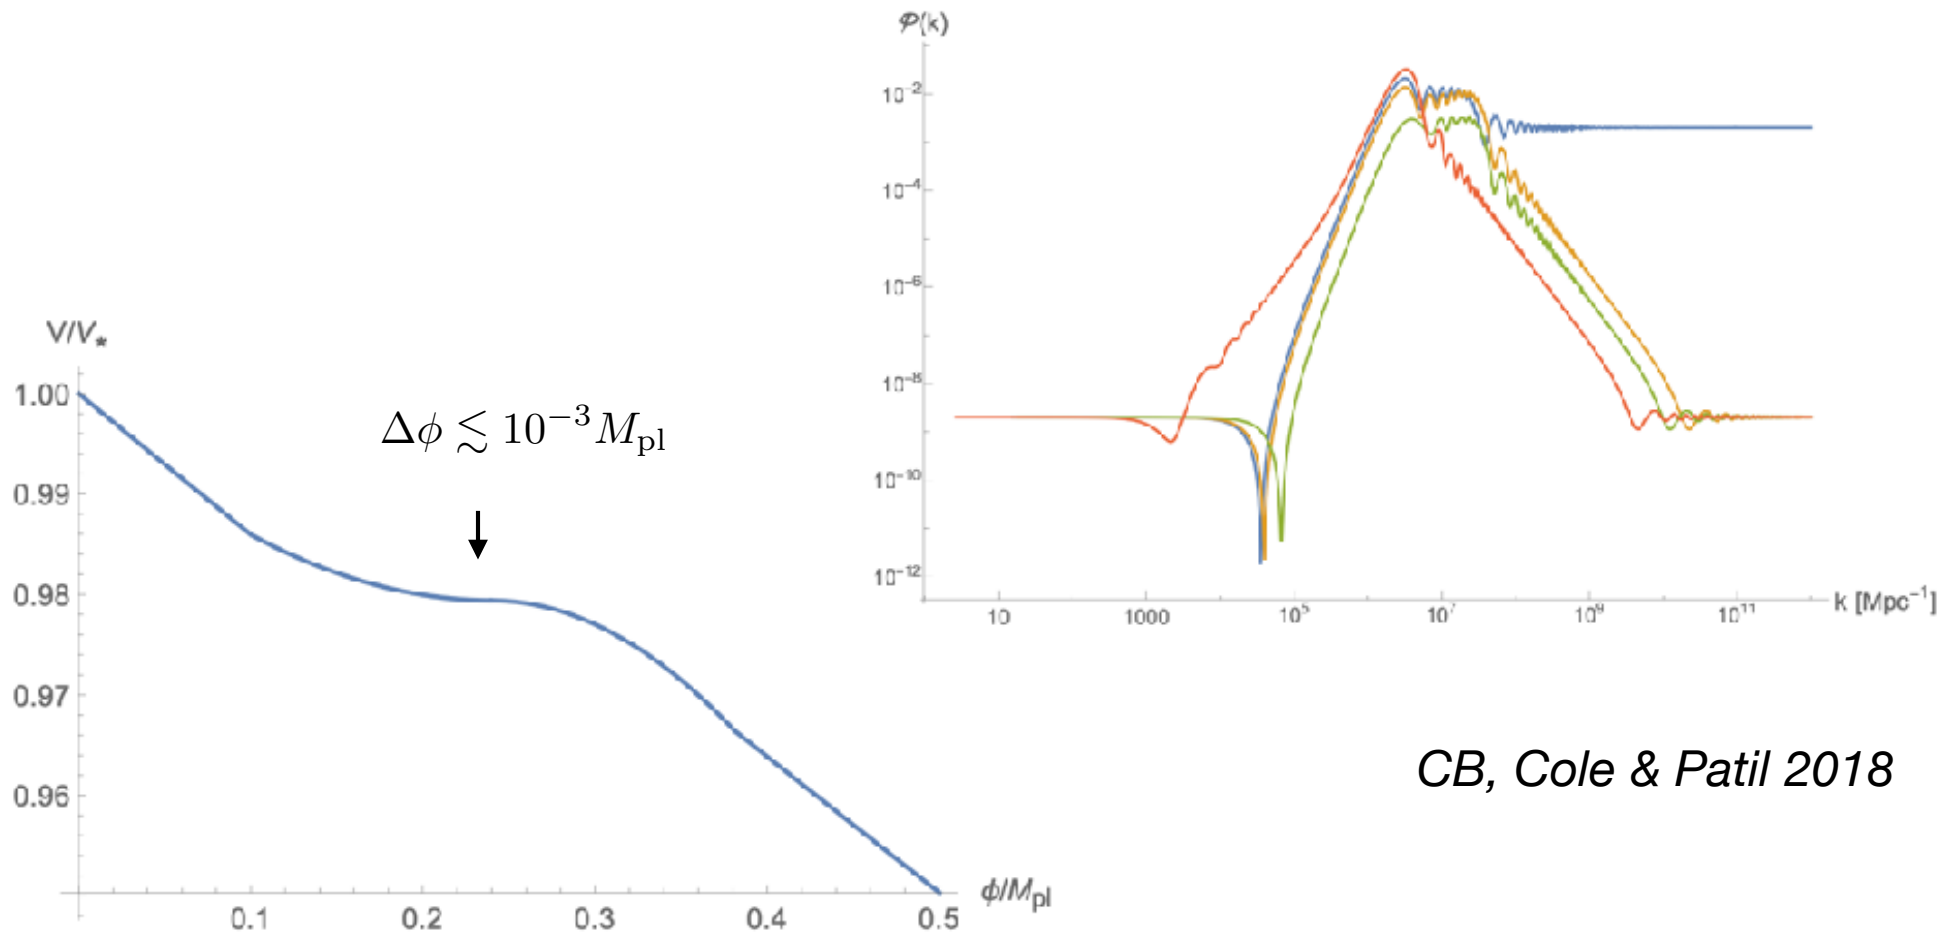 𝒫(k)
10⁻²
10⁻⁴
10⁻⁶
10⁻⁸
10⁻¹⁰
10⁻¹²
10 1000 10⁵ 10⁷ 10⁹ 10¹¹
k [Mpc⁻¹]
V/V⁎
1.00
0.99
0.98
0.97
0.96
Δϕ ≲ 10⁻³ M_pl
0.1 0.2 0.3 0.4 0.5
ϕ/M_pl
CB, Cole & Patil 2018